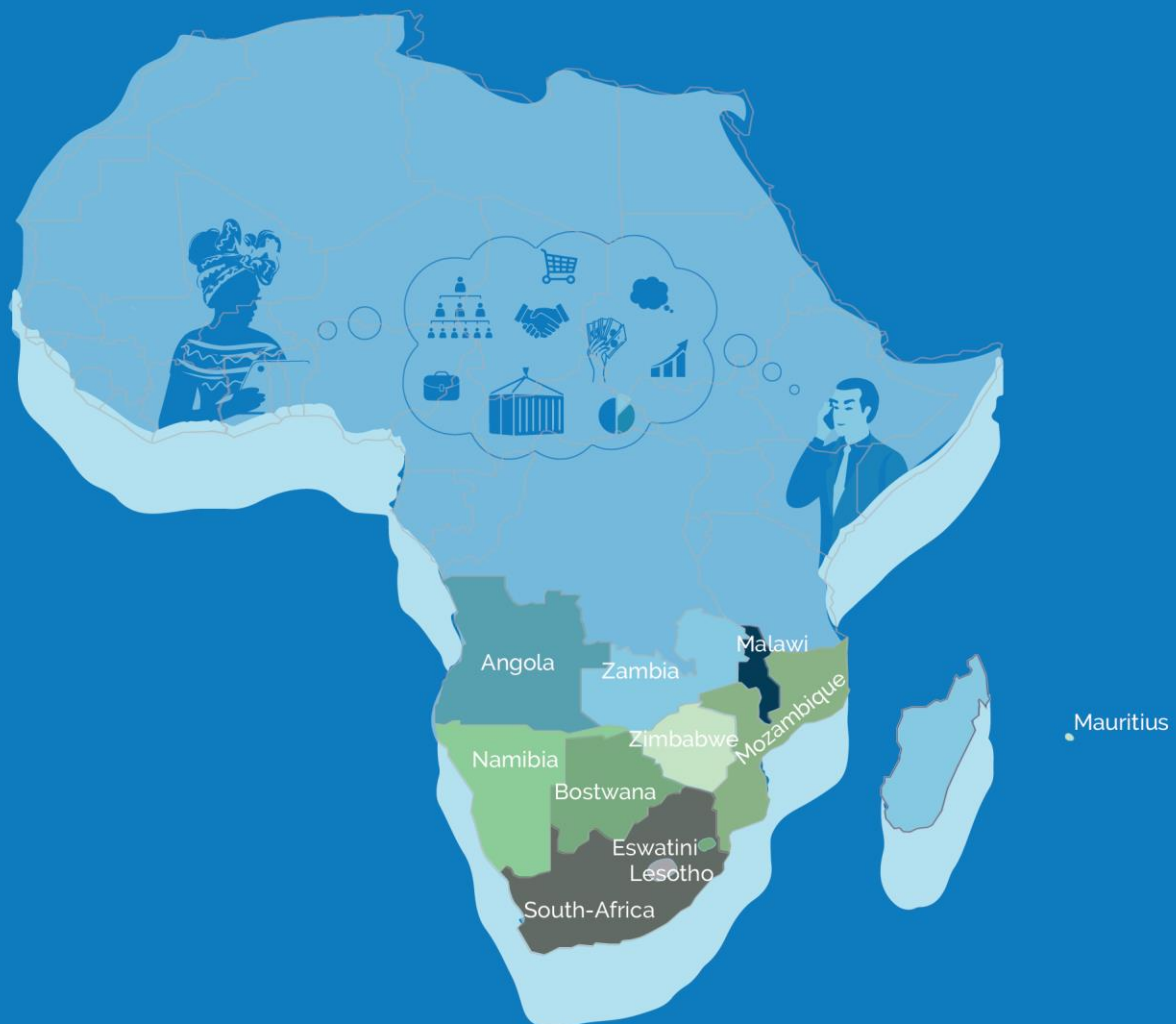 Malawi
Angola
Zambia
Mozambique
Mauritius
Zimbabwe
Namibia
Bostwana
Eswatini
Lesotho
South-Africa